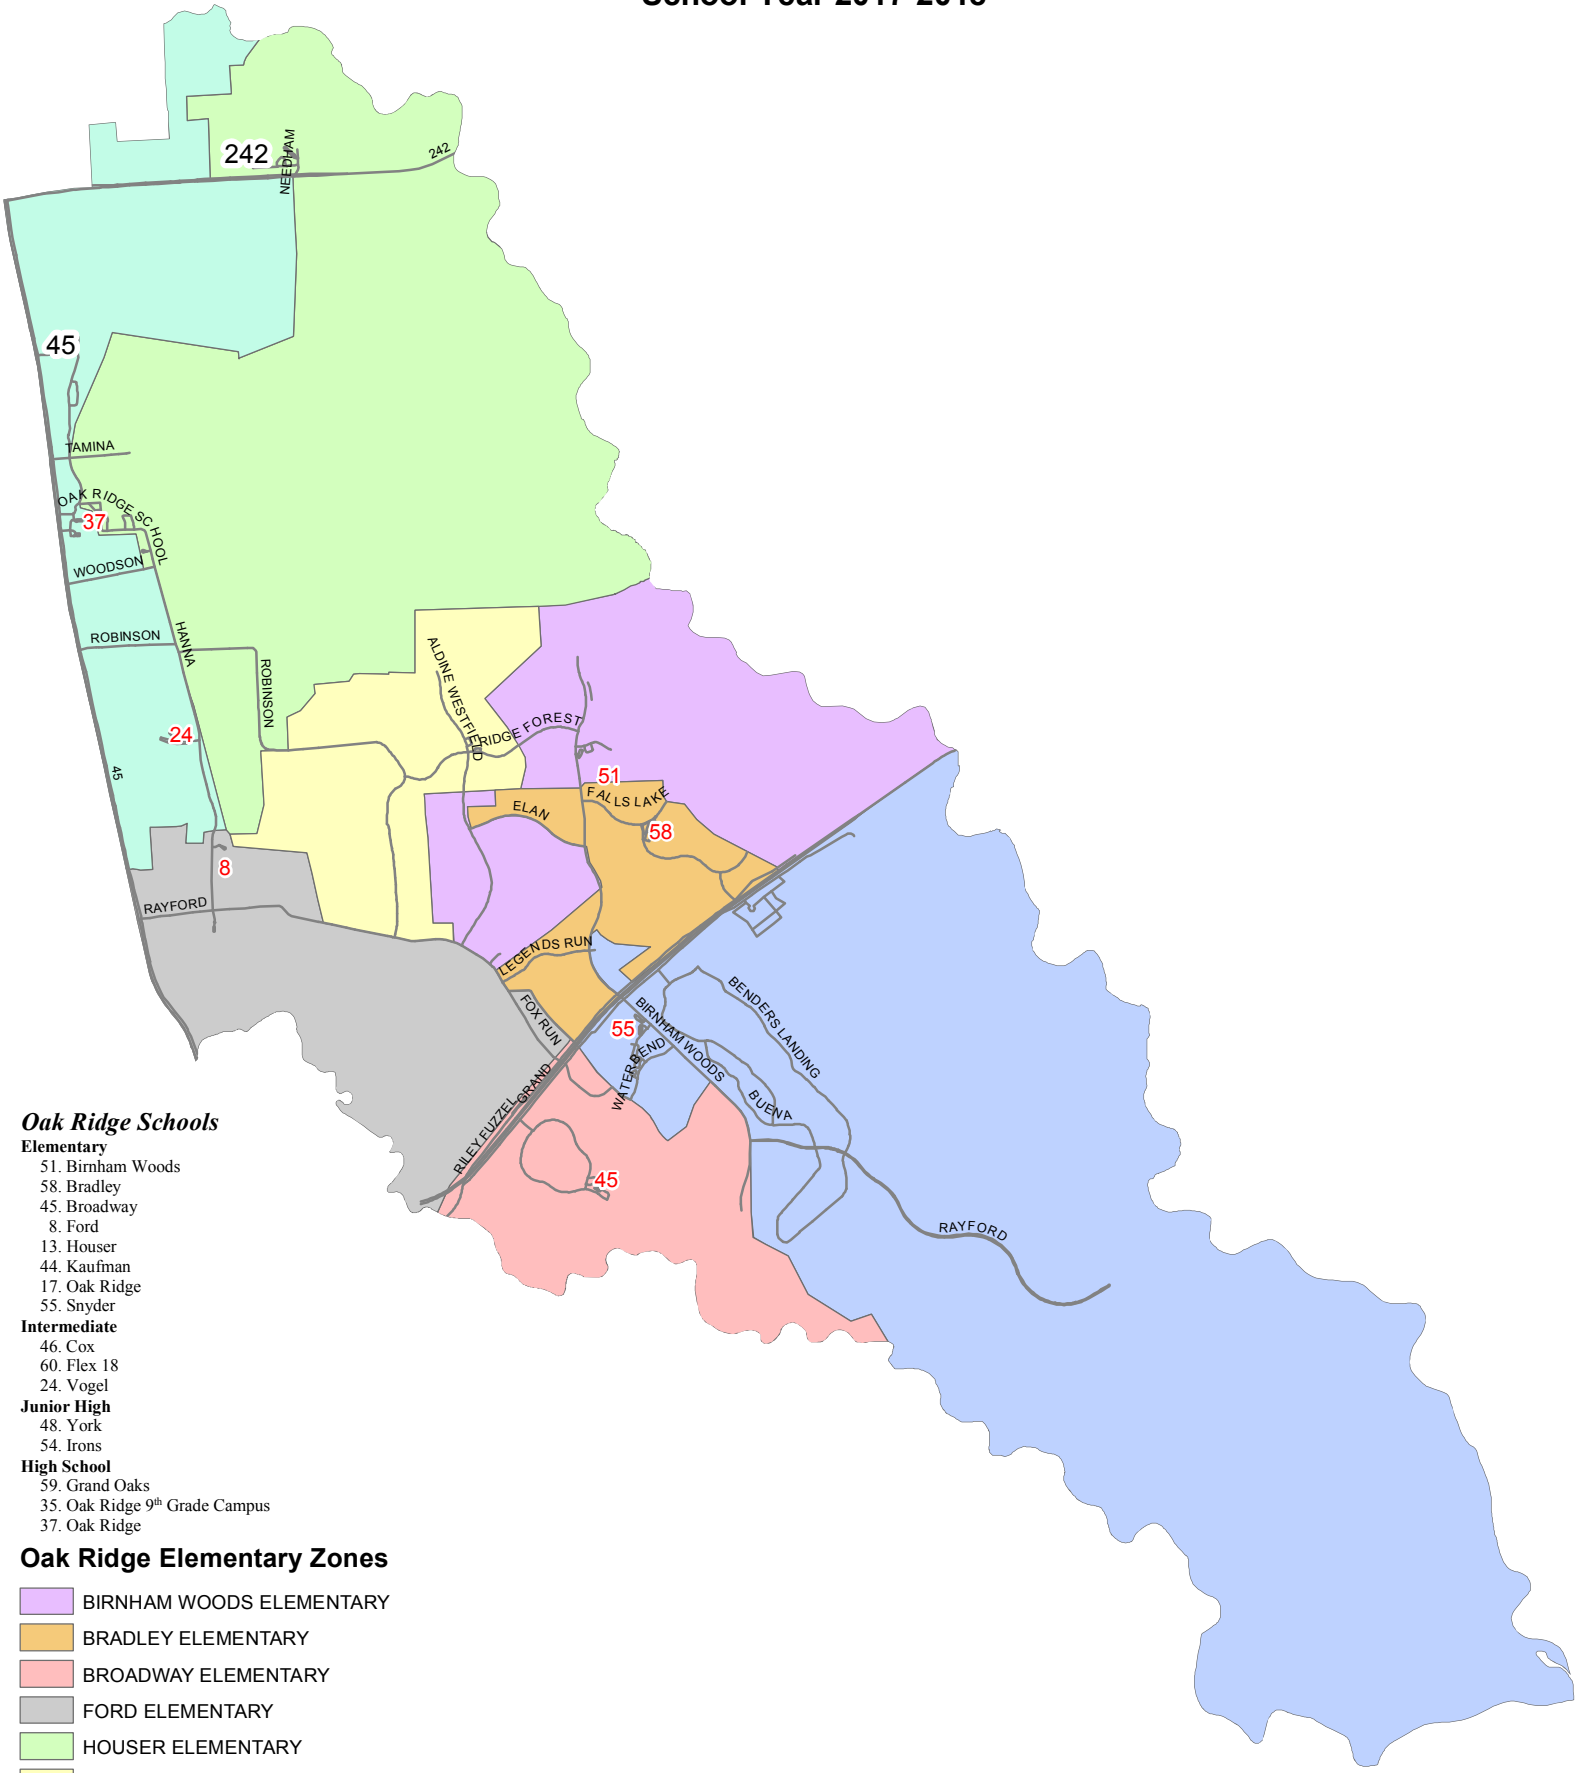 School Year 2017-2018
242
NEEDHAM
242
45
TAMINA
OAK RIDGE SCHOOL
37
WOODSON
ROBINSON
HANNA
ROBINSON
ALDINE WESTFIELD
RIDGE FOREST
24
45
51
FALLS LAKE
ELAN
58
8
RAYFORD
LEGENDS RUN
FOX RUN
BENDERS LANDING
BIRNHAM WOODS
55
WATERBEND
BUENA
GRAND
RILEY FUZZEL
45
RAYFORD
Oak Ridge Schools
Elementary
51. Birnham Woods
58. Bradley
45. Broadway
8. Ford
13. Houser
44. Kaufman
17. Oak Ridge
55. Snyder
Intermediate
46. Cox
60. Flex 18
24. Vogel
Junior High
48. York
54. Irons
High School
59. Grand Oaks
35. Oak Ridge 9th Grade Campus
37. Oak Ridge
Oak Ridge Elementary Zones
BIRNHAM WOODS ELEMENTARY
BRADLEY ELEMENTARY
BROADWAY ELEMENTARY
FORD ELEMENTARY
HOUSER ELEMENTARY